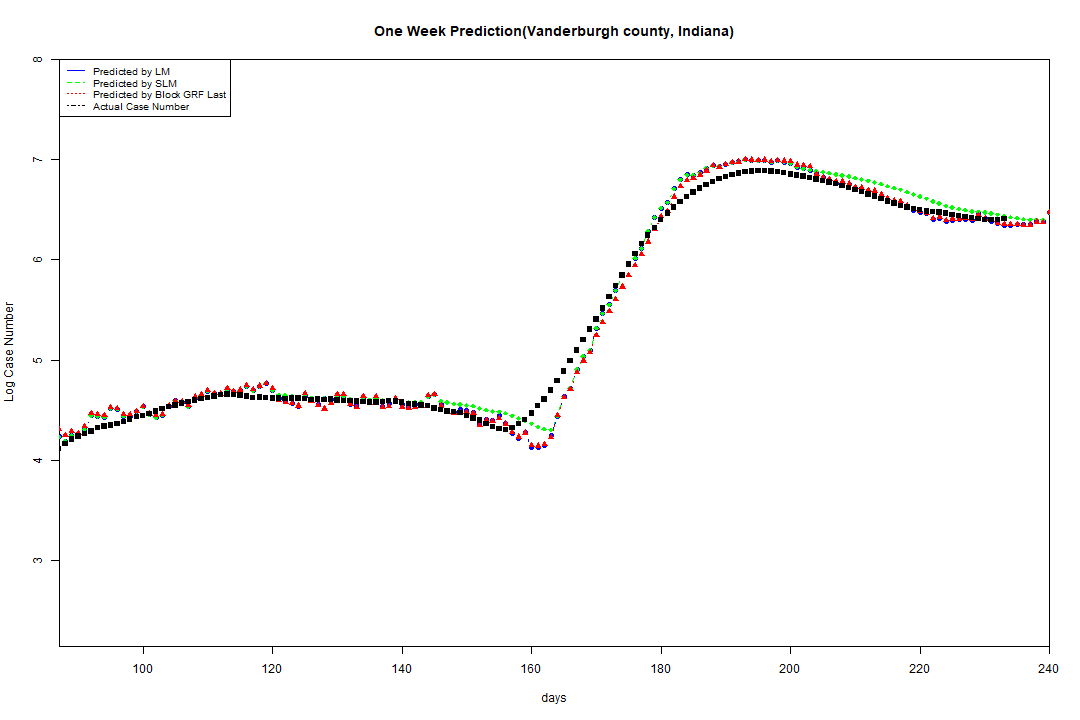 One Week Prediction(Vanderburgh county, Indiana)
8
Predicted by LM
Predicted by SLM
Predicted by Block GRF Last
Actual Case Number
7
6
5
4
3
Log Case Number
100 120 140 160 180 200 220 240
days